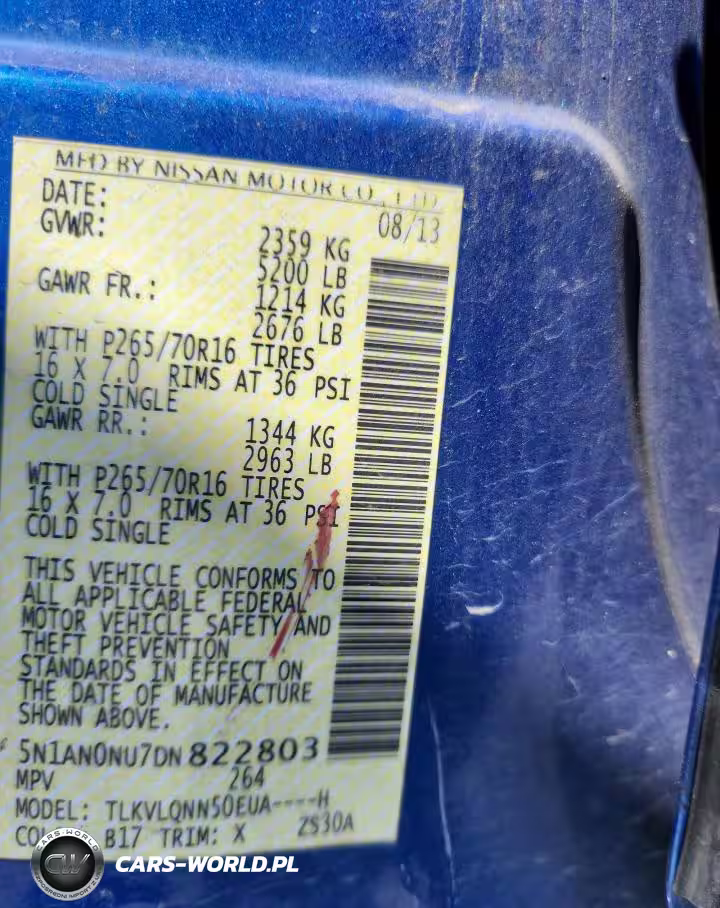 MFD BY NISSAN MOTOR CO., LTD
DATE: 08/13
GVWR: 2359 KG
5200 LB
GAWR FR.: 1214 KG
2676 LB
WITH P265/70R16 TIRES
16 X 7.0 RIMS AT 36 PSI
COLD SINGLE
GAWR RR.: 1344 KG
2963 LB
WITH P265/70R16 TIRES
16 X 7.0 RIMS AT 36 PSI
COLD SINGLE
THIS VEHICLE CONFORMS TO
ALL APPLICABLE FEDERAL
MOTOR VEHICLE SAFETY AND
THEFT PREVENTION
STANDARDS IN EFFECT ON
THE DATE OF MANUFACTURE
SHOWN ABOVE.
5N1AN0NU7DN822803
MPV 264
MODEL: TLKVLQNN50EUA----H
B17 TRIM: X 2S30A
CARS-WORLD
CW
CARS-WORLD.PL